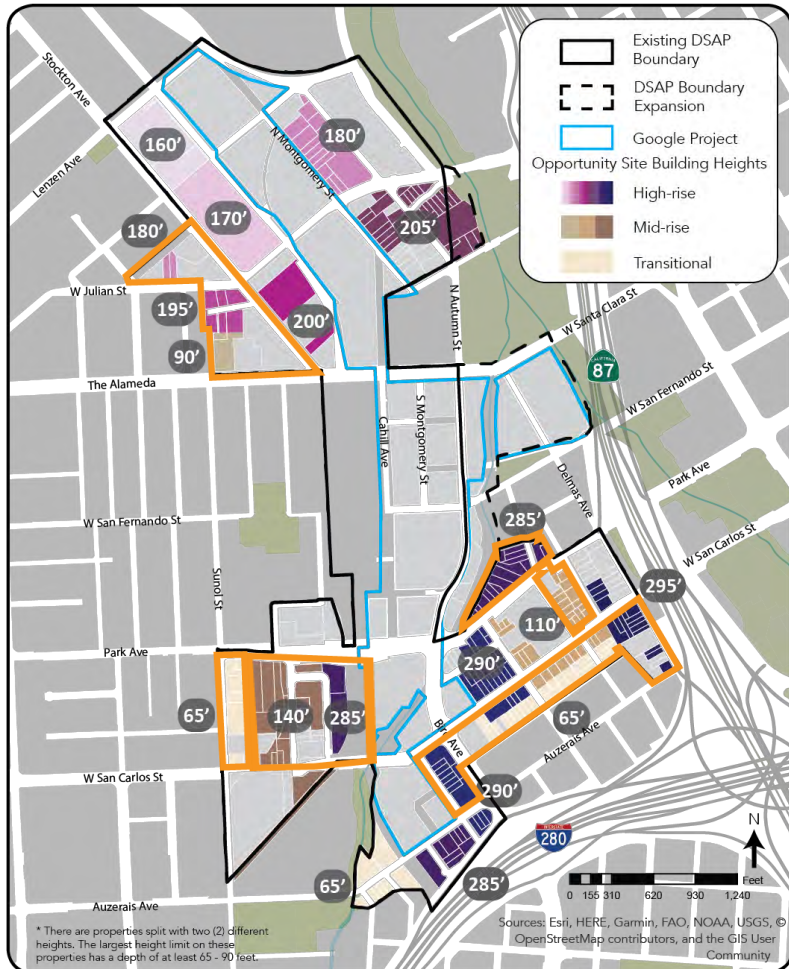 Existing DSAP
Boundary
DSAP Boundary
Expansion
Google Project
Opportunity Site Building Heights
High-rise
Mid-rise
Transitional
Stockton Ave
Lenzen Ave
N Montgomery St
160'
180'
170'
205'
180'
W Julian St
195'
200'
90'
N Autumn St
W Santa Clara St
The Alameda
CALIFORNIA
87
W San Fernando St
Cahill Ave
S Montgomery St
Park Ave
Delmas Ave
W San Fernando St
W San Carlos St
285'
Sunol St
295'
110'
Park Ave
290'
65'
140'
285'
65'
Bird Ave
Auzerais Ave
W San Carlos St
290'
280
N
65'
285'
Feet
0 155 310 620 930 1,240
Auzerais Ave
* There are properties split with two (2) different
heights. The largest height limit on these
properties has a depth of at least 65 - 90 feet.
Sources: Esri, HERE, Garmin, FAO, NOAA, USGS, ©
OpenStreetMap contributors, and the GIS User
Community